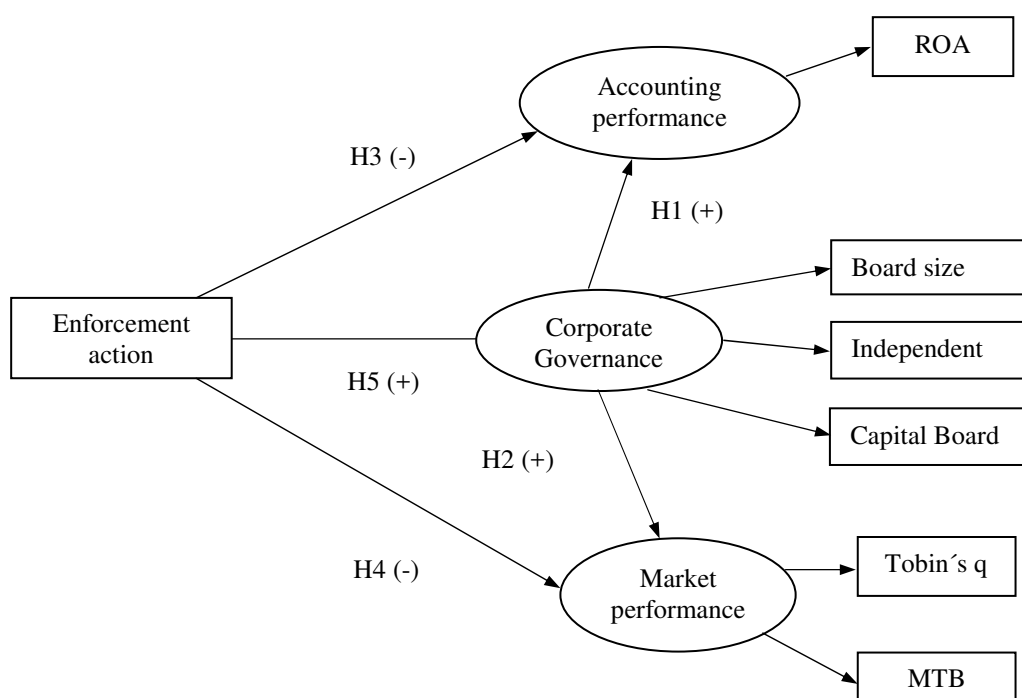 ROA
Accounting
performance
H3 (-)
H1 (+)
Board size
Enforcement
action
Corporate
Governance
Independent
H5 (+)
Capital Board
H2 (+)
Tobin´s q
H4 (-)
Market
performance
MTB